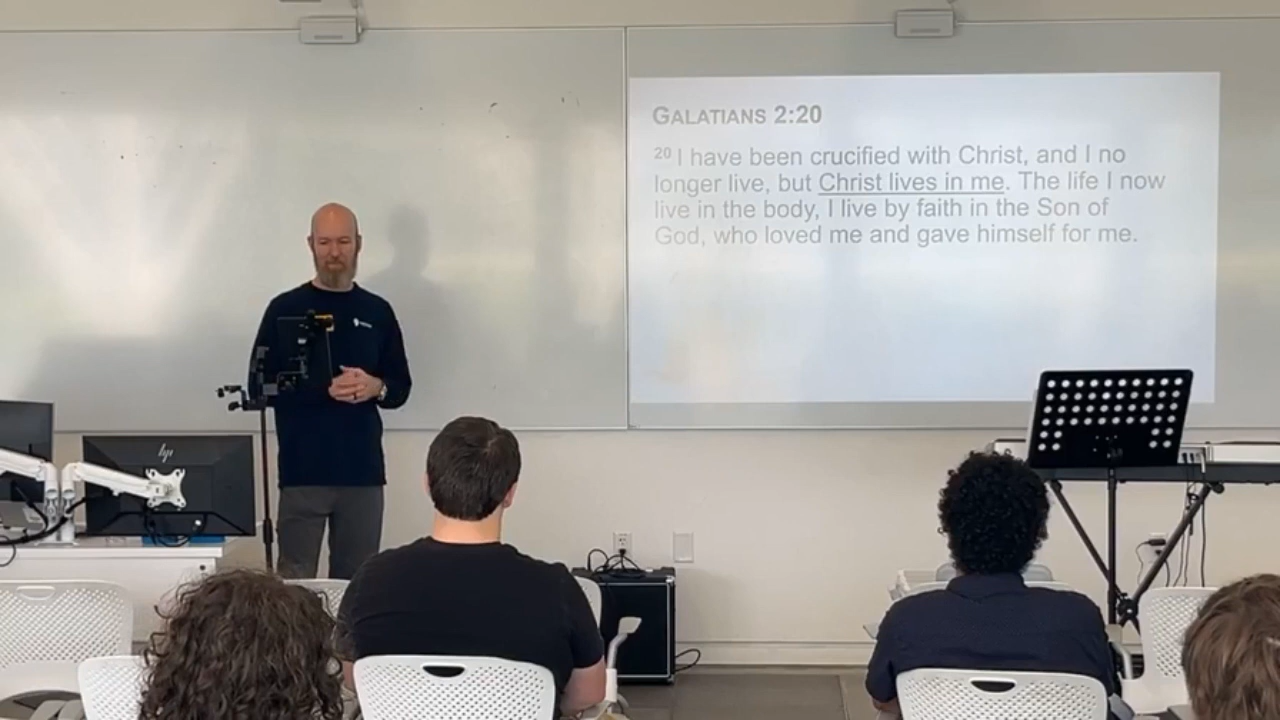 GALATIANS 2:20
20 I have been crucified with Christ, and I no
longer live, but Christ lives in me. The life I now
live in the body, I live by faith in the Son of
God, who loved me and gave himself for me.
hp